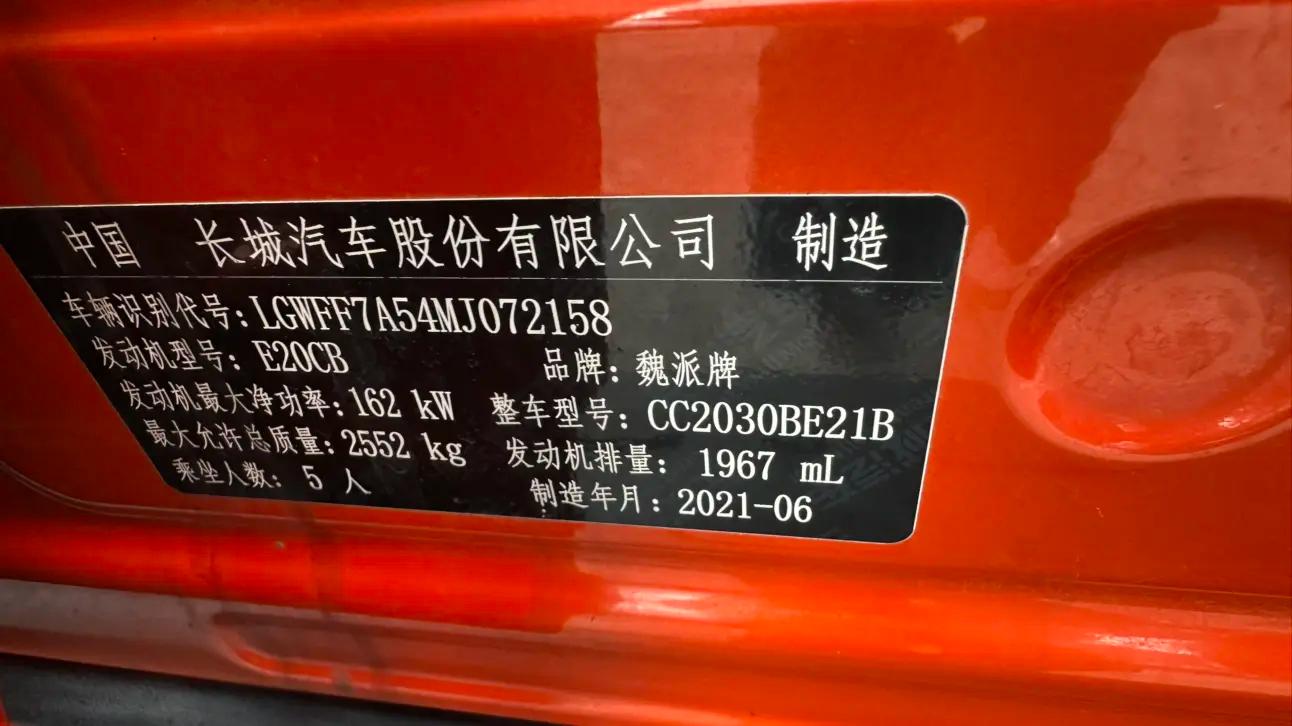 中国 长城汽车股份有限公司 制造
车辆识别代号:LGWFF7A54MJ072158
发动机型号:E20CB 品牌:魏派牌
发动机最大净功率:162 kW 整车型号:CC2030BE21B
最大允许总质量:2552 kg 发动机排量:1967 mL
乘坐人数:5 人 制造年月:2021-06